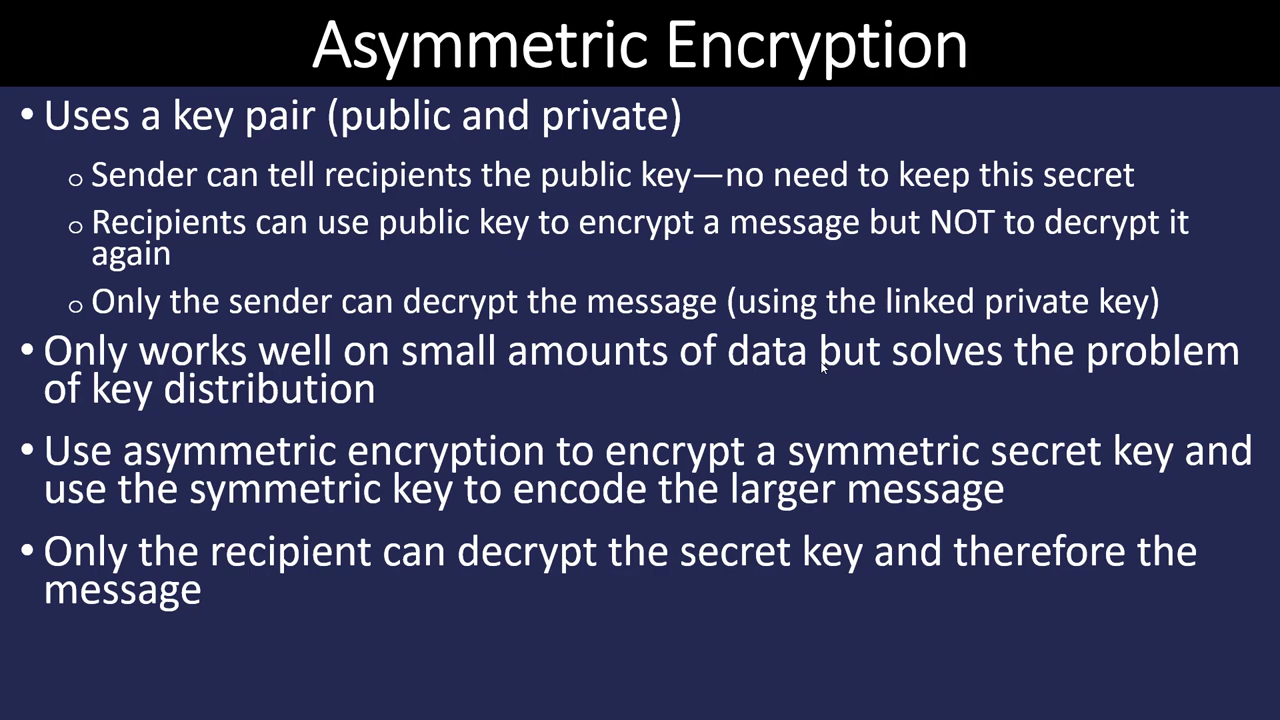 Asymmetric Encryption
• Uses a key pair (public and private)
o Sender can tell recipients the public key—no need to keep this secret
o Recipients can use public key to encrypt a message but NOT to decrypt it
again
o Only the sender can decrypt the message (using the linked private key)
• Only works well on small amounts of data but solves the problem
of key distribution
• Use asymmetric encryption to encrypt a symmetric secret key and
use the symmetric key to encode the larger message
• Only the recipient can decrypt the secret key and therefore the
message